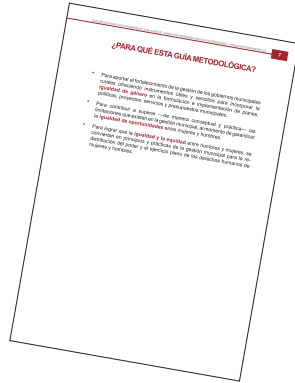 7
¿PARA QUÉ ESTA GUÍA METODOLÓGICA?
• Para aportar al fortalecimiento de la gestión de los gobiernos municipales
rurales ofreciendo instrumentos útiles y sencillos para incorporar la
igualdad de género en la formulación e implementación de planes,
políticas, proyectos, servicios y presupuestos municipales.
• Para contribuir a superar —de manera conceptual y práctica— las
limitaciones que existen en la gestión municipal, al momento de garantizar
la igualdad de oportunidades entre mujeres y hombres.
• Para lograr que la igualdad y la equidad entre hombres y mujeres, se
conviertan en principios y prácticas de la gestión municipal para la re-
distribución del poder y el ejercicio pleno de los derechos humanos de
mujeres y hombres.